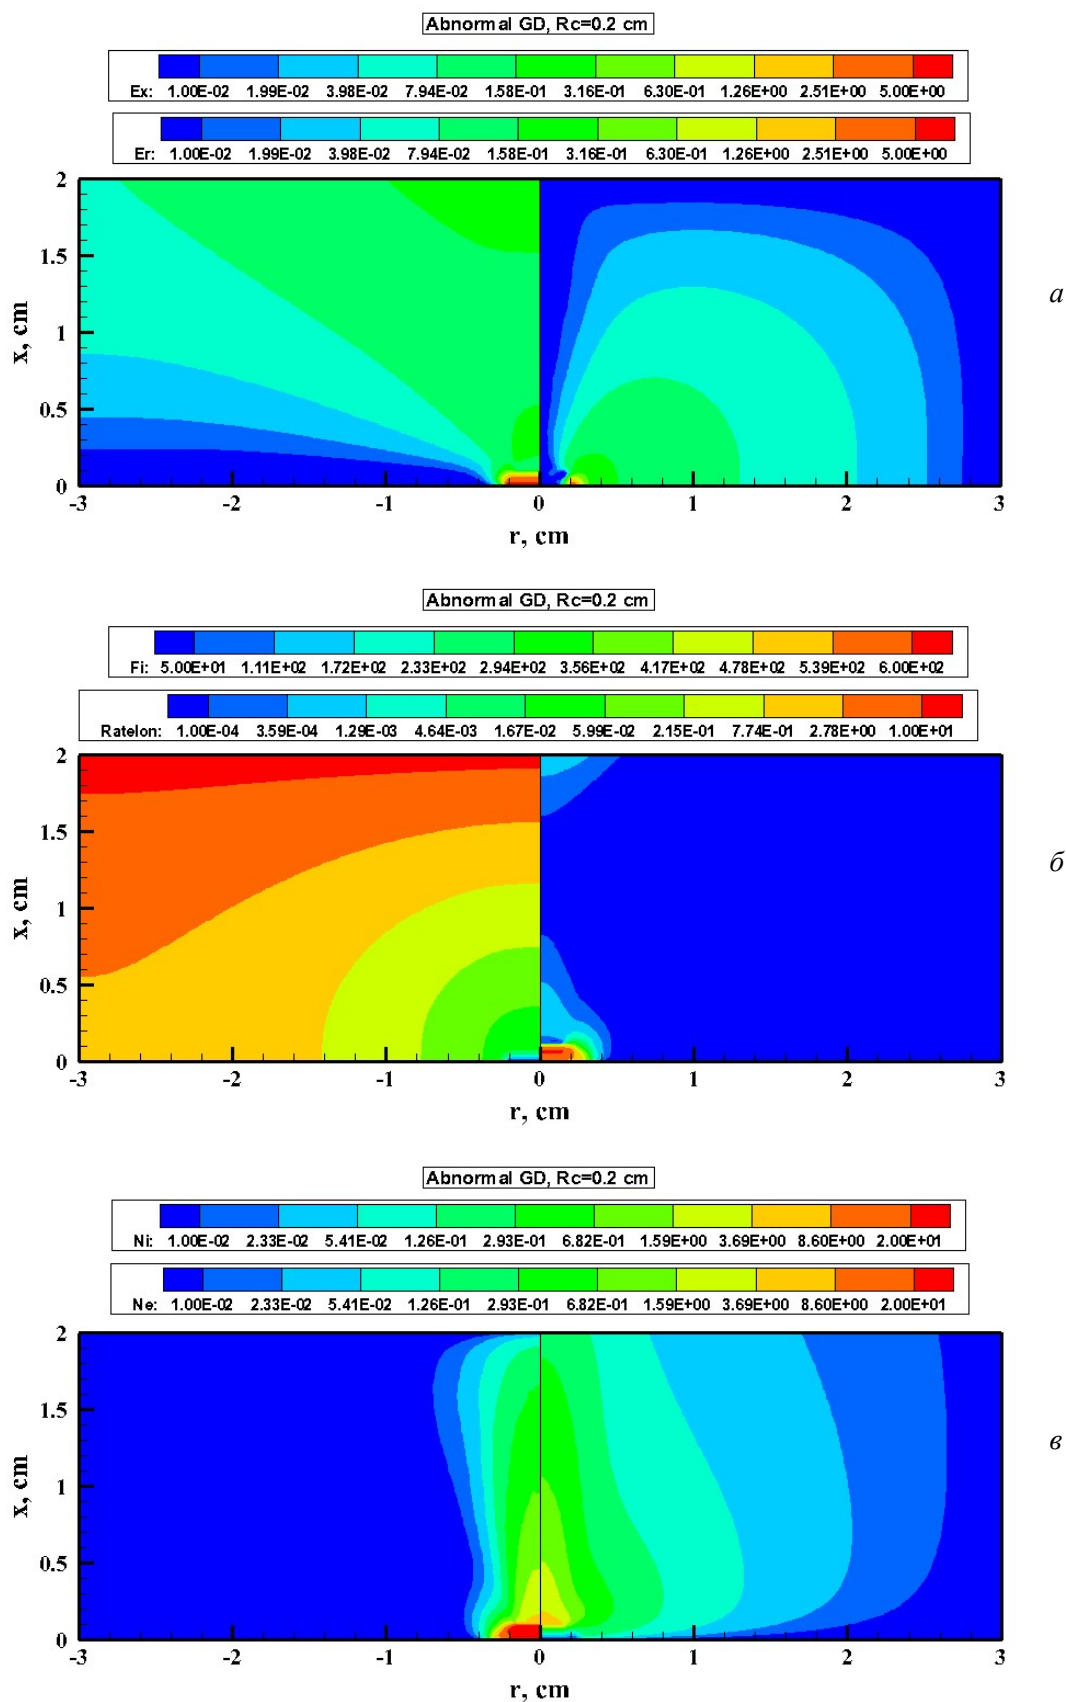 Abnormal GD, Rc=0.2 cm
Ex: 1.00E-02 1.99E-02 3.98E-02 7.94E-02 1.58E-01 3.16E-01 6.30E-01 1.26E+00 2.51E+00 5.00E+00
Er: 1.00E-02 1.99E-02 3.98E-02 7.94E-02 1.58E-01 3.16E-01 6.30E-01 1.26E+00 2.51E+00 5.00E+00
2
1.5
x, cm
1
0.5
0
-3 -2 -1 0 1 2 3
r, cm
а
Abnormal GD, Rc=0.2 cm
Fi: 5.00E+01 1.11E+02 1.72E+02 2.33E+02 2.94E+02 3.56E+02 4.17E+02 4.78E+02 5.39E+02 6.00E+02
RateIon: 1.00E-04 3.59E-04 1.29E-03 4.64E-03 1.67E-02 5.99E-02 2.15E-01 7.74E-01 2.78E+00 1.00E+01
2
1.5
x, cm
1
0.5
0
-3 -2 -1 0 1 2 3
r, cm
б
Abnormal GD, Rc=0.2 cm
Ni: 1.00E-02 2.33E-02 5.41E-02 1.26E-01 2.93E-01 6.82E-01 1.59E+00 3.69E+00 8.60E+00 2.00E+01
Ne: 1.00E-02 2.33E-02 5.41E-02 1.26E-01 2.93E-01 6.82E-01 1.59E+00 3.69E+00 8.60E+00 2.00E+01
2
1.5
x, cm
1
0.5
0
-3 -2 -1 0 1 2 3
r, cm
в